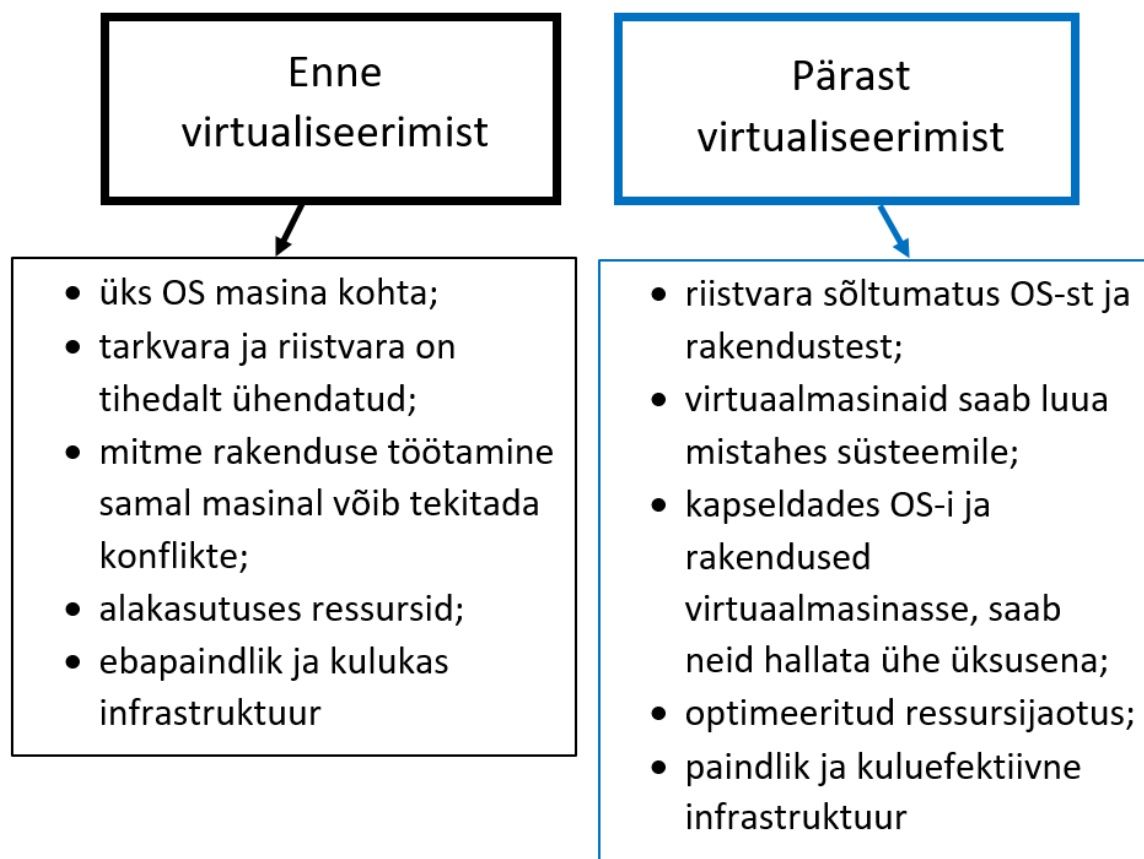 Enne
virtualiseerimist
• üks OS masina kohta;
• tarkvara ja riistvara on
tihedalt ühendatud;
• mitme rakenduse töötamine
samal masinal võib tekitada
konflikte;
• alakasutuses ressursid;
• ebapaindlik ja kulukas
infrastruktuur
Pärast
virtualiseerimist
• riistvara sõltumatus OS-st ja
rakendustest;
• virtuaalmasinaid saab luua
mistahes süsteemile;
• kapseldades OS-i ja
rakendused
virtuaalmasinasse, saab
neid hallata ühe üksusena;
• optimeeritud ressursijaotus;
• paindlik ja kuluefektiivne
infrastruktuur